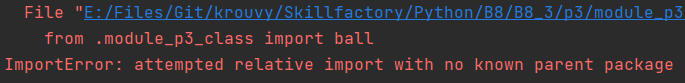 File "E:/Files/Git/krouvy/Skillfactory/Python/B8/B8_3/p3/module_p3
from .module_p3_class import ball
ImportError: attempted relative import with no known parent package